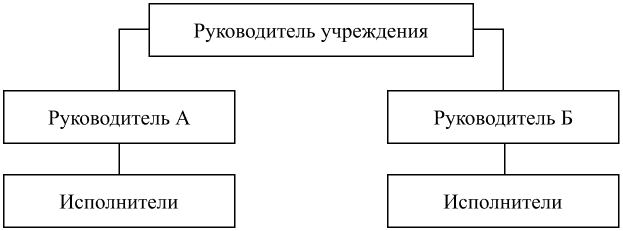 Руководитель учреждения
Руководитель А
Руководитель Б
Исполнители
Исполнители